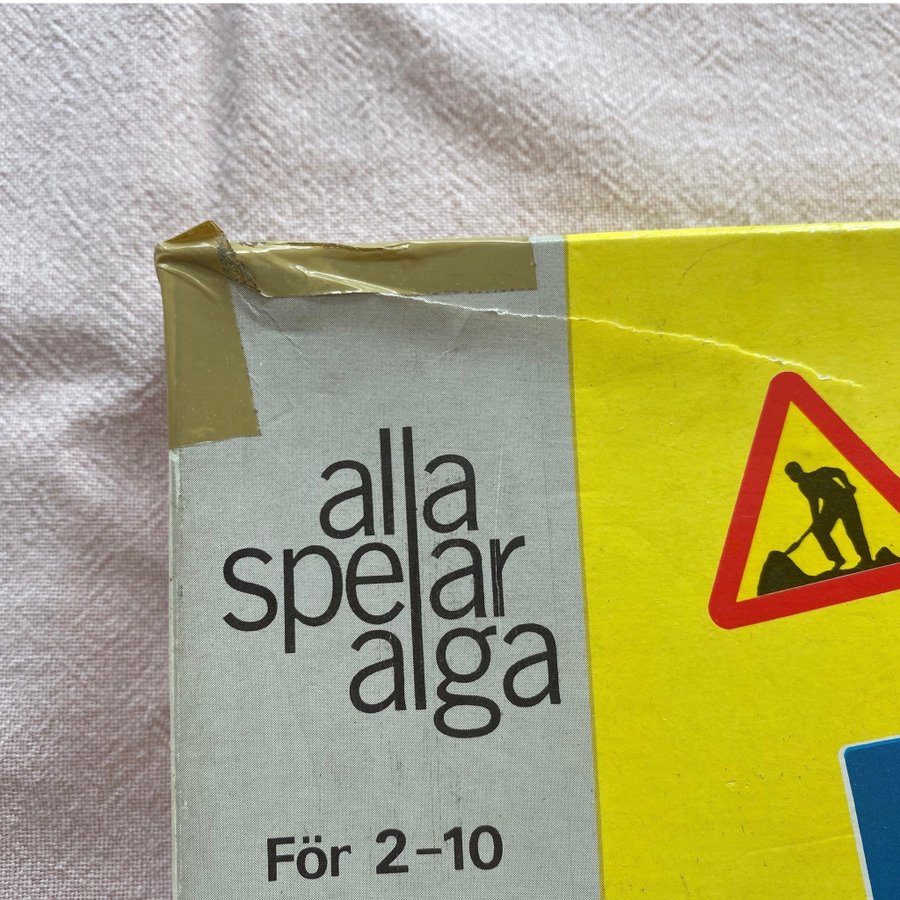 alla
spelar
alga
För 2-10